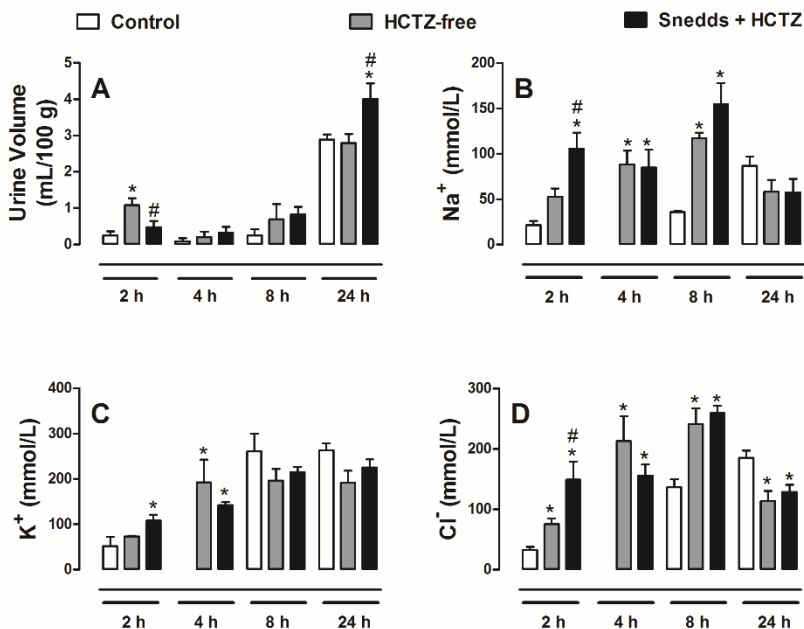 Control HCTZ-free Snedds + HCTZ
A
Urine Volume
(mL/100 g)
5
4
3
2
1
0
*
#
#
*
2 h 4 h 8 h 24 h
B
Na⁺ (mmol/L)
200
150
100
50
0
#
*
* *
* *
2 h 4 h 8 h 24 h
C
K⁺ (mmol/L)
400
300
200
100
0
*
* *
2 h 4 h 8 h 24 h
D
Cl⁻ (mmol/L)
300
200
100
0
* #
*
* *
* *
* *
2 h 4 h 8 h 24 h